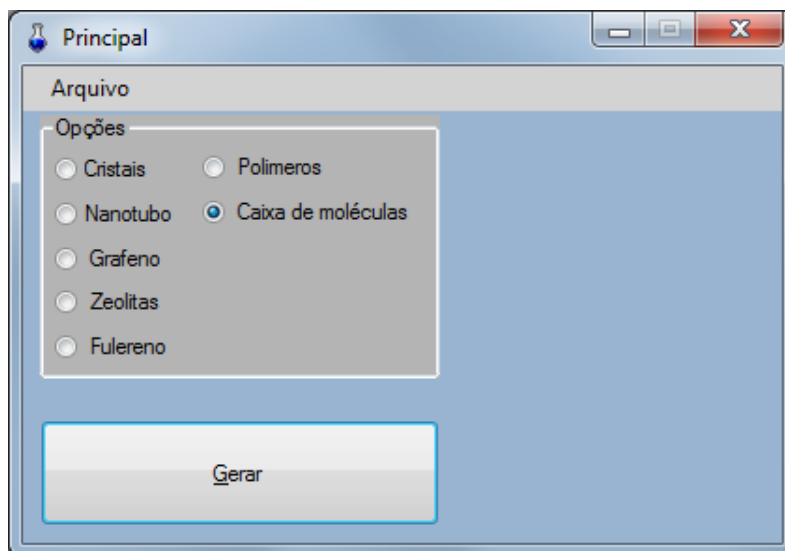 Principal
Arquivo
Opções
Cristais
Polimeros
Nanotubo
Caixa de moléculas
Grafeno
Zeolitas
Fulereno
Gerar